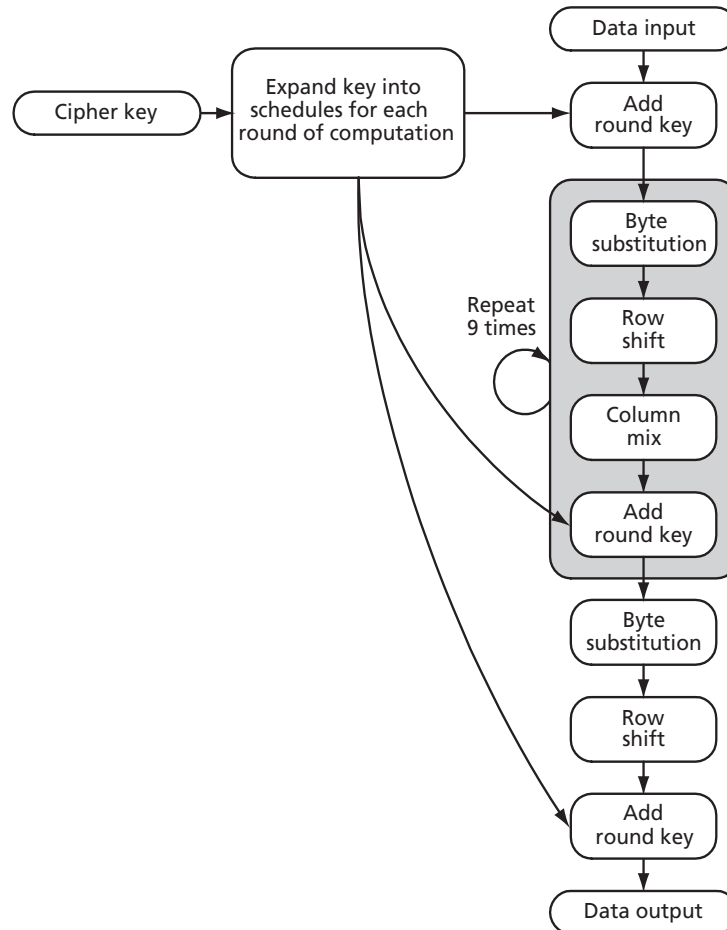 Data input
Cipher key
Expand key into
schedules for each
round of computation
Add
round key
Byte
substitution
Repeat
9 times
Row
shift
Column
mix
Add
round key
Byte
substitution
Row
shift
Add
round key
Data output